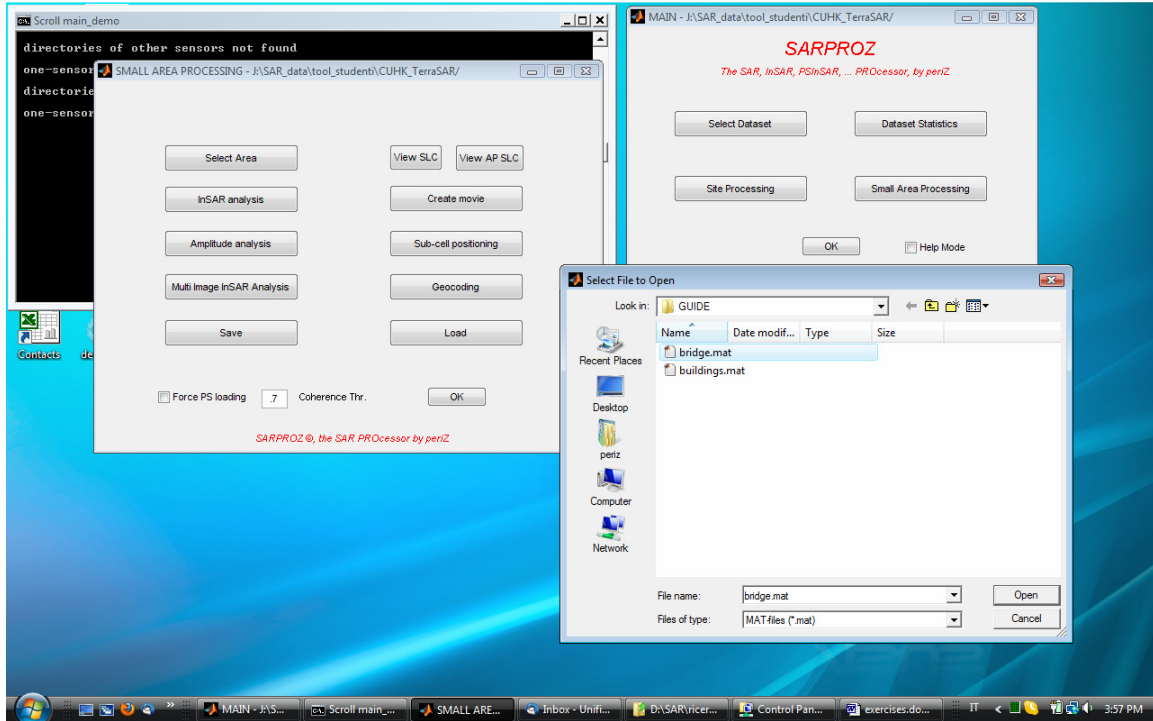 Scroll main_demo
directories of other sensors not found
one-sensor
directorie
one-sensor
SMALL AREA PROCESSING - J:\SAR_data\tool_studenti\CUHK_TerraSAR/
Select Area
View SLC
View AP SLC
InSAR analysis
Create movie
Amplitude analysis
Sub-cell positioning
Multi Image InSAR Analysis
Geocoding
Save
Load
Force PS loading
.7
Coherence Thr.
OK
SARPROZ ©, the SAR PROcessor by periZ
MAIN - J:\SAR_data\tool_studenti\CUHK_TerraSAR/
SARPROZ
The SAR, InSAR, PSInSAR, ... PROcessor, by periZ
Select Dataset
Dataset Statistics
Site Processing
Small Area Processing
OK
Help Mode
Select File to Open
Look in:
GUIDE
Name
Date modif...
Type
Size
bridge.mat
buildings.mat
Recent Places
Desktop
periz
Computer
Network
File name:
bridge.mat
Open
Files of type:
MAT-files (*.mat)
Cancel
Contacts
de
MAIN - J:\S...
Scroll main_...
SMALL ARE...
Inbox - Unifi...
D:\SAR\ricer...
Control Pan...
exercises.do...
IT
3:57 PM